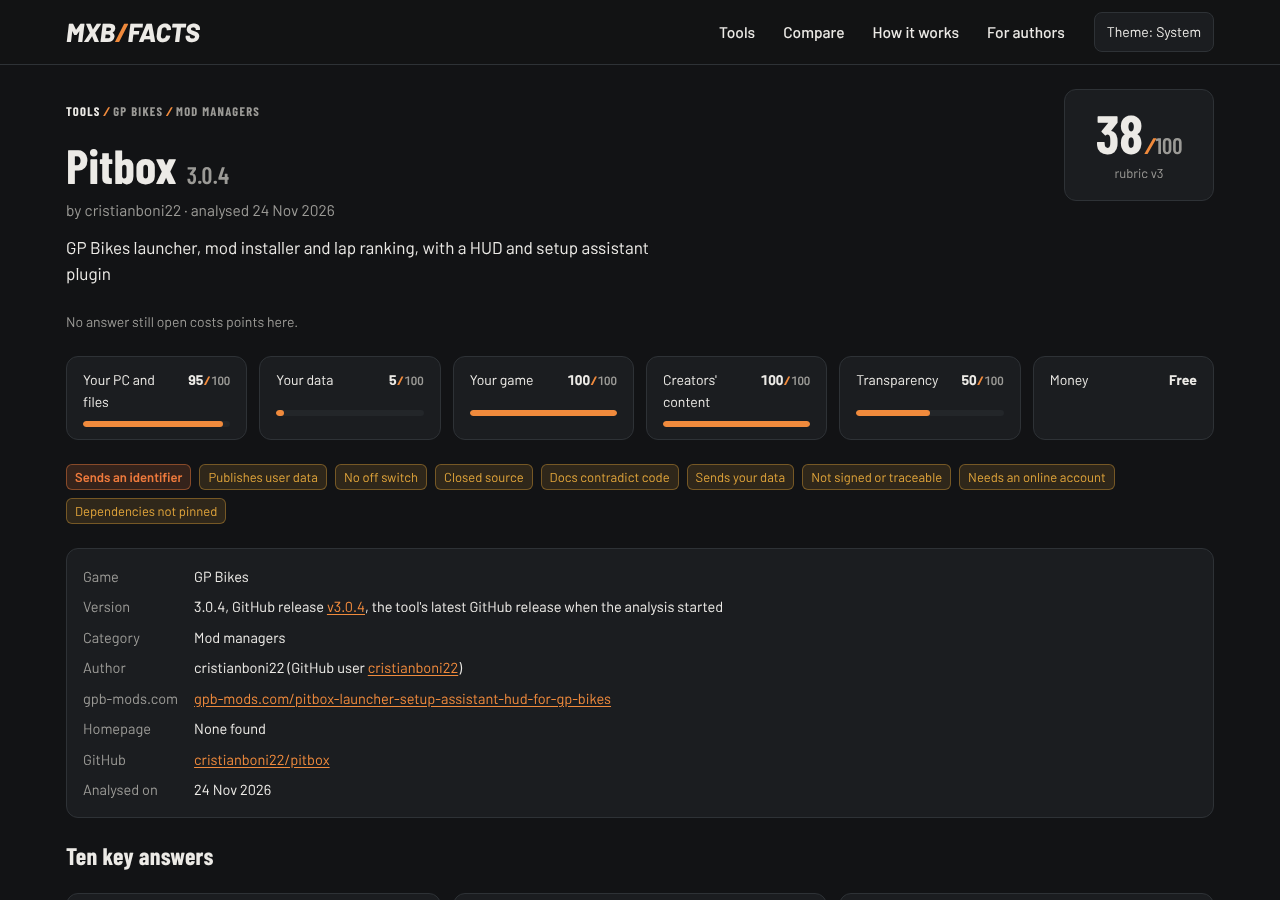 MXB/FACTS
Tools
Compare
How it works
For authors
Theme: System
TOOLS / GP BIKES / MOD MANAGERS
38/100
rubric v3
Pitbox 3.0.4
by cristianboni22 · analysed 24 Nov 2026
GP Bikes launcher, mod installer and lap ranking, with a HUD and setup assistant
plugin
No answer still open costs points here.
Your PC and
files
95/100
Your data
5/100
Your game
100/100
Creators'
content
100/100
Transparency
50/100
Money
Free
Sends an identifier
Publishes user data
No off switch
Closed source
Docs contradict code
Sends your data
Not signed or traceable
Needs an online account
Dependencies not pinned
Game GP Bikes
Version 3.0.4, GitHub release v3.0.4, the tool's latest GitHub release when the analysis started
Category Mod managers
Author cristianboni22 (GitHub user cristianboni22)
gpb-mods.com gpb-mods.com/pitbox-launcher-setup-assistant-hud-for-gp-bikes
Homepage None found
GitHub cristianboni22/pitbox
Analysed on 24 Nov 2026
Ten key answers